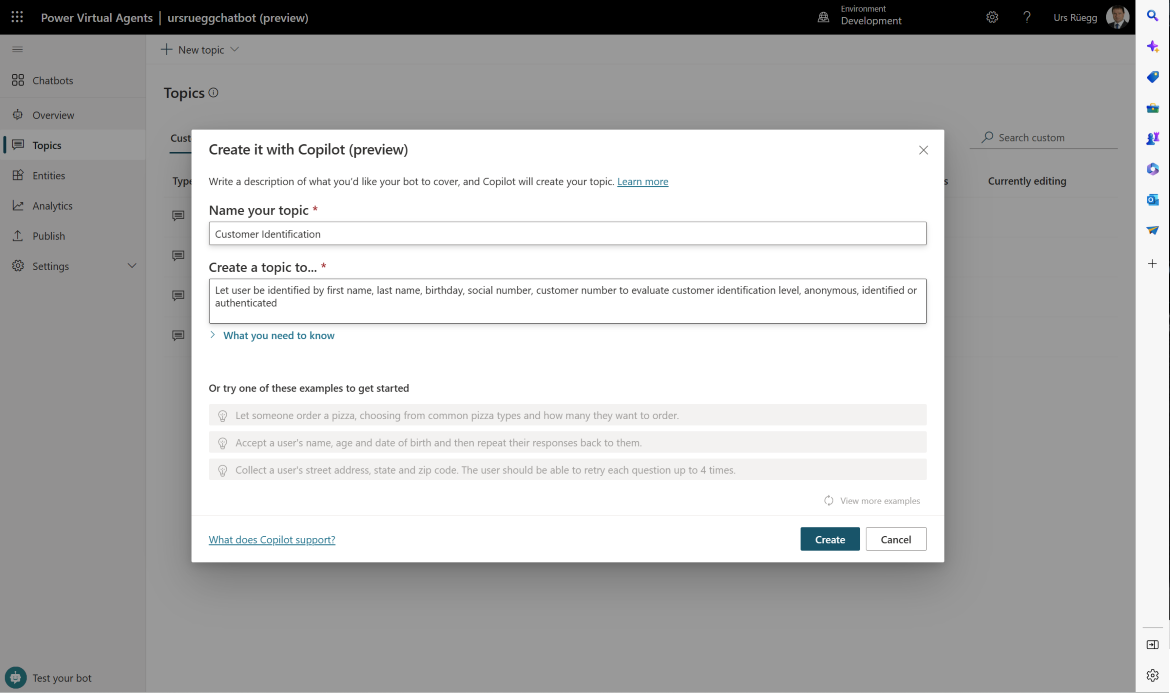 Power Virtual Agents | ursrueggchatbot (preview)
Environment
Development
?
Urs Rüegg
New topic
Chatbots
Overview
Topics
Entities
Analytics
Publish
Settings
Test your bot
Topics
Cust
Search custom
Type
s
Currently editing
Create it with Copilot (preview)
Write a description of what you'd like your bot to cover, and Copilot will create your topic. Learn more
Name your topic *
Customer Identification
Create a topic to... *
Let user be identified by first name, last name, birthday, social number, customer number to evaluate customer identification level, anonymous, identified or
authenticated
What you need to know
Or try one of these examples to get started
Let someone order a pizza, choosing from common pizza types and how many they want to order.
Accept a user's name, age and date of birth and then repeat their responses back to them.
Collect a user's street address, state and zip code. The user should be able to retry each question up to 4 times.
View more examples
What does Copilot support?
Create
Cancel